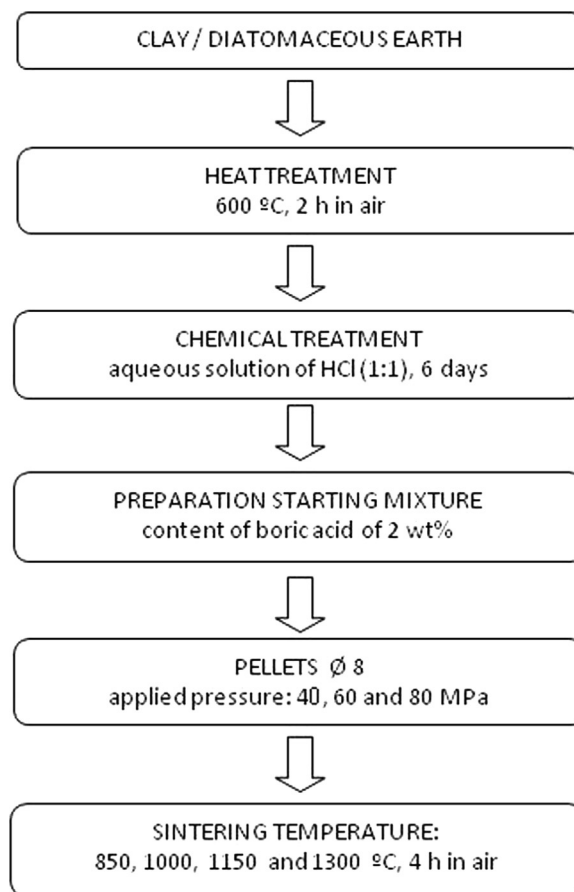 CLAY / DIATOMACEOUS EARTH
HEAT TREATMENT
600 ºC, 2 h in air
CHEMICAL TREATMENT
aqueous solution of HCl (1:1), 6 days
PREPARATION STARTING MIXTURE
content of boric acid of 2 wt%
PELLETS Ø 8
applied pressure: 40, 60 and 80 MPa
SINTERING TEMPERATURE:
850, 1000, 1150 and 1300 ºC, 4 h in air